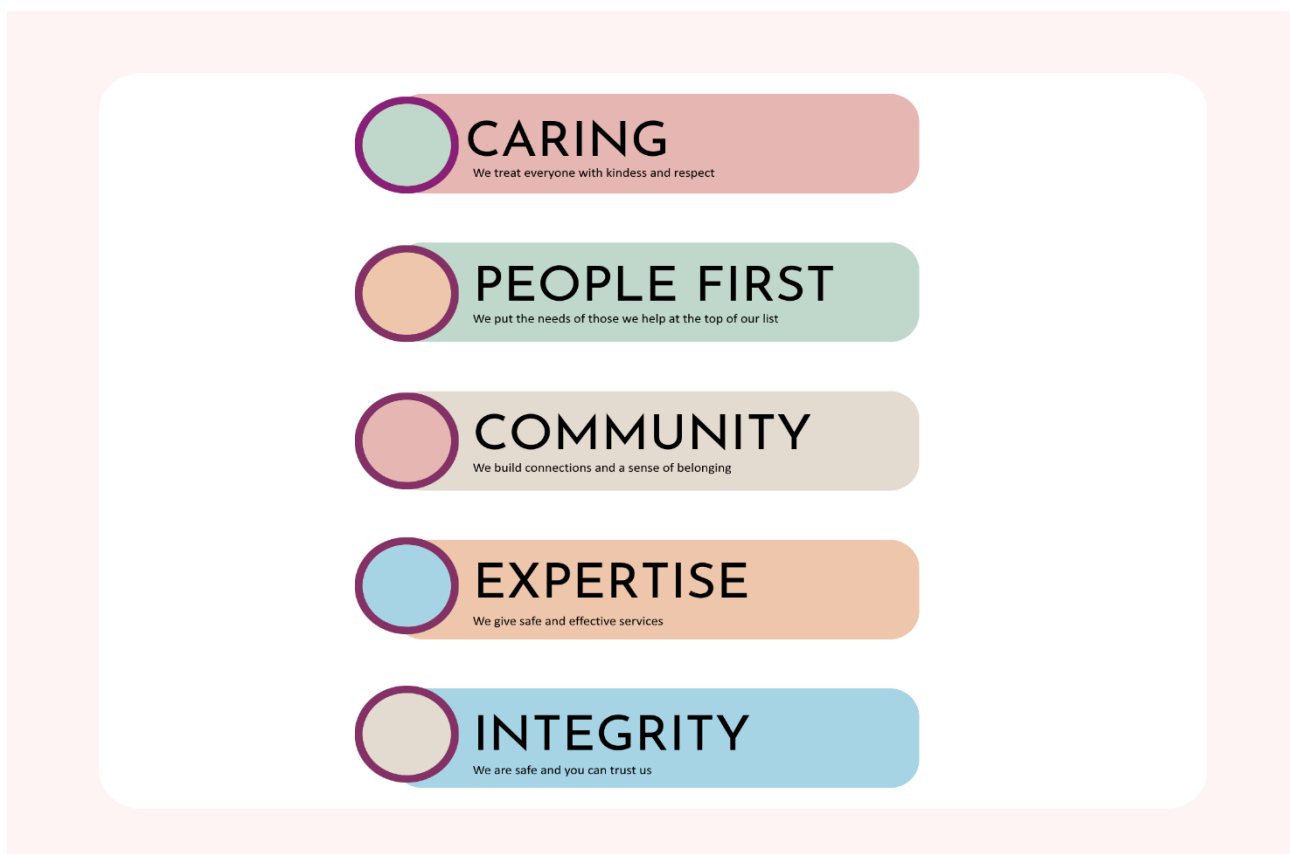 CARING
We treat everyone with kindess and respect
PEOPLE FIRST
We put the needs of those we help at the top of our list
COMMUNITY
We build connections and a sense of belonging
EXPERTISE
We give safe and effective services
INTEGRITY
We are safe and you can trust us